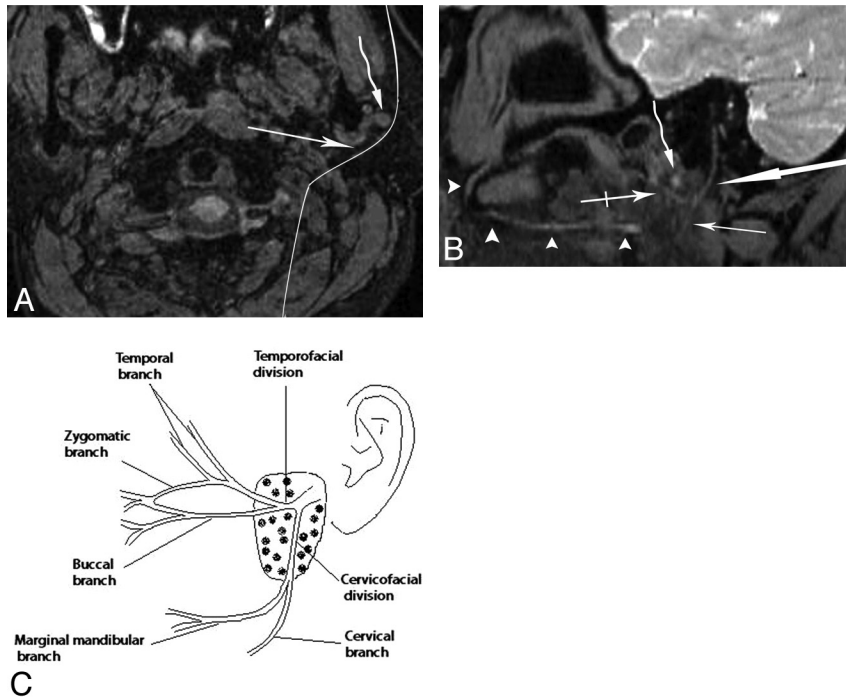 A
B
Temporal
branch
Temporofacial
division
Zygomatic
branch
Buccal
branch
Cervicofacial
division
Marginal mandibular
branch
Cervical
branch
C